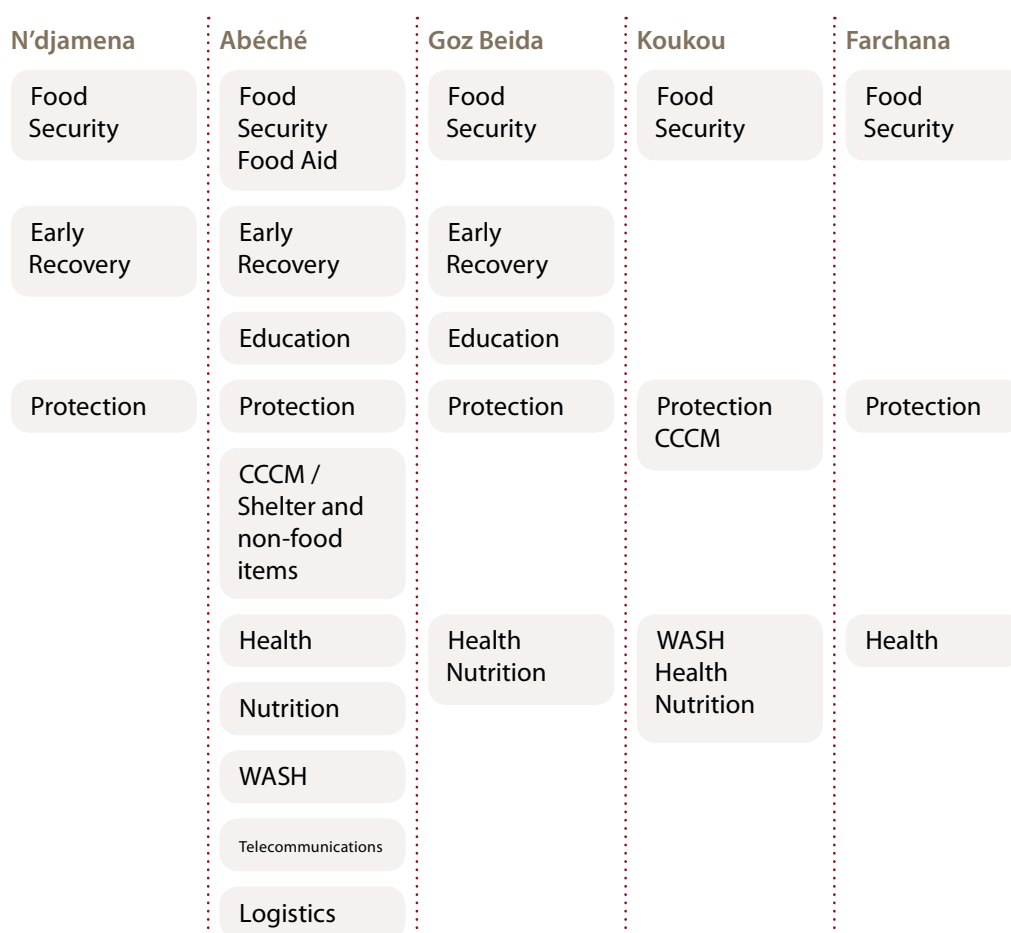 N'djamena
Abéché
Goz Beida
Koukou
Farchana
Food
Security
Food
Security
Food Aid
Food
Security
Food
Security
Food
Security
Early
Recovery
Early
Recovery
Early
Recovery
Education
Education
Protection
Protection
Protection
Protection
CCCM
Protection
CCCM /
Shelter and
non-food
items
Health
Health
Nutrition
WASH
Health
Nutrition
Health
Nutrition
WASH
Telecommunications
Logistics